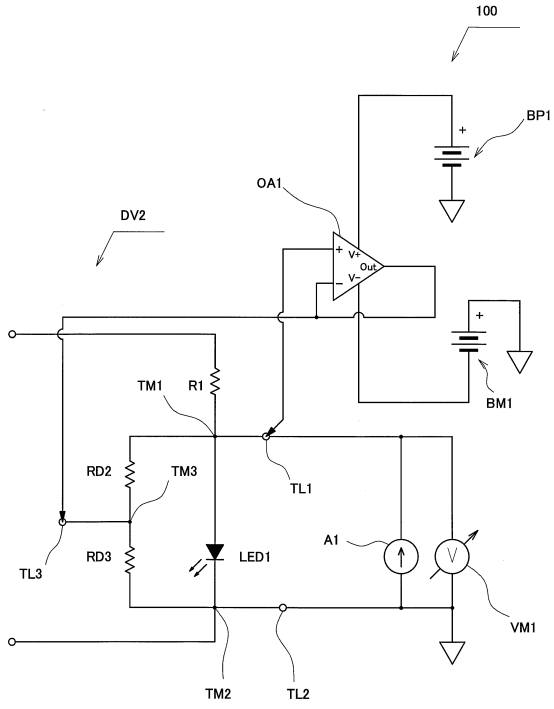 100
BP1
+
OA1
DV2
+
V+
Out
V−
−
+
R1
BM1
TM1
TM3
TL1
RD2
RD3
LED1
A1
V
TL3
VM1
TM2
TL2